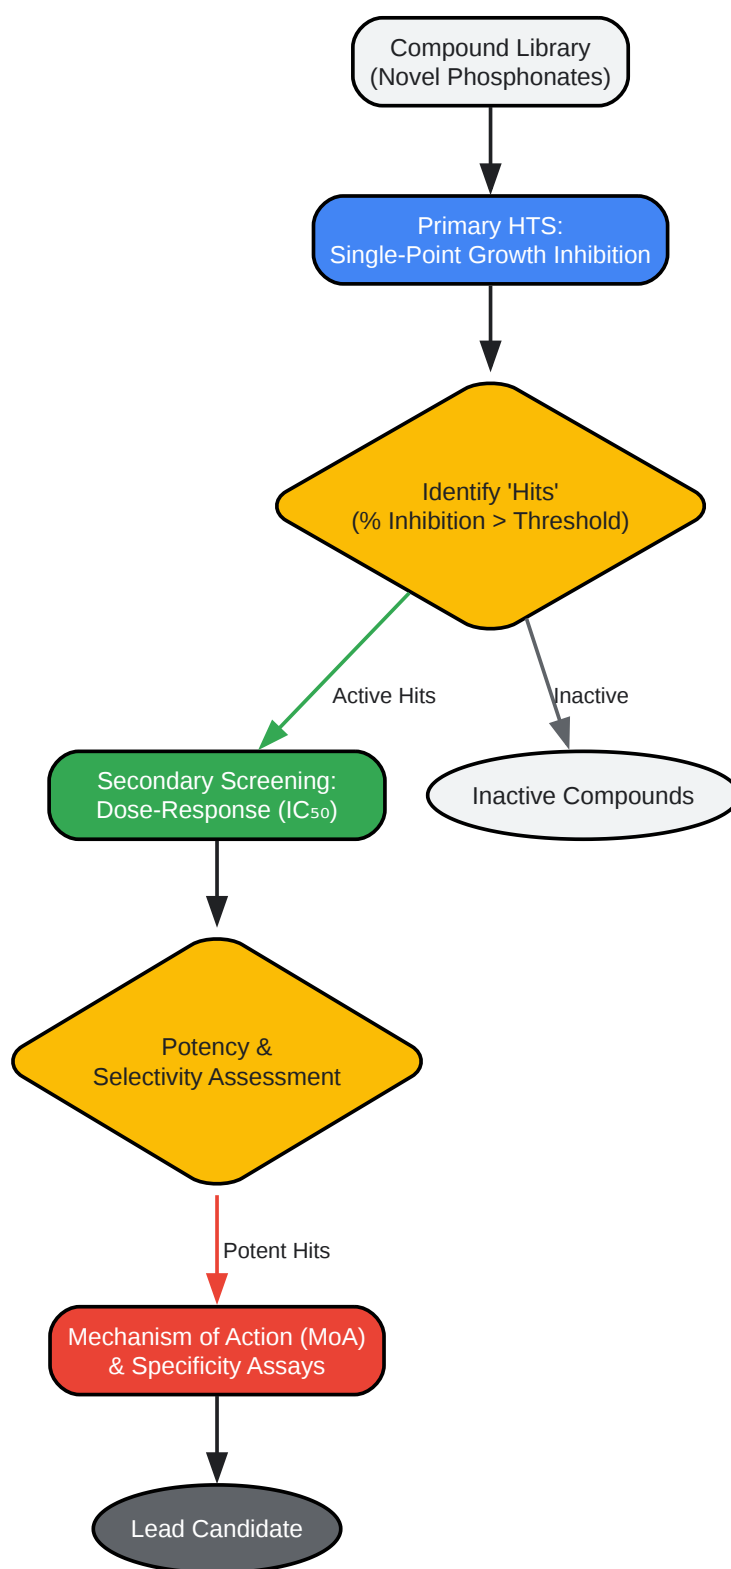 Compound Library
(Novel Phosphonates)
Primary HTS:
Single-Point Growth Inhibition
Identify 'Hits'
(% Inhibition > Threshold)
Active Hits
Inactive
Secondary Screening:
Dose-Response (IC₅₀)
Inactive Compounds
Potency &
Selectivity Assessment
Potent Hits
Mechanism of Action (MoA)
& Specificity Assays
Lead Candidate